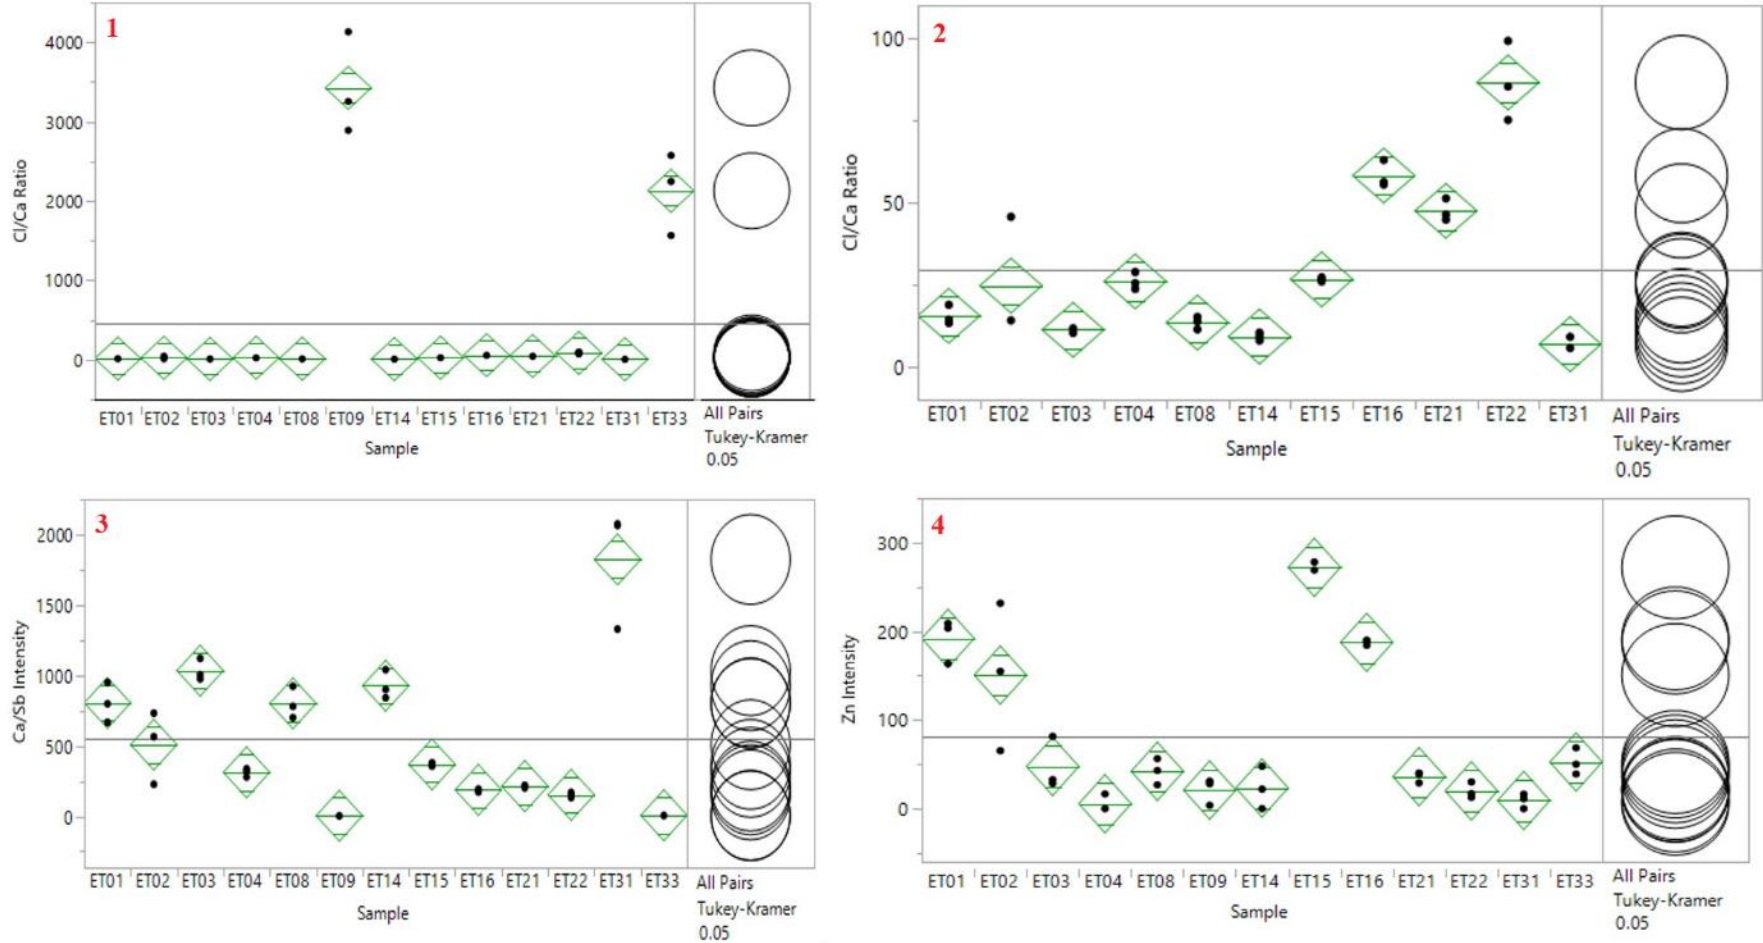 1
Cl/Ca Ratio
4000
3000
2000
1000
0
ET01 ET02 ET03 ET04 ET08 ET09 ET14 ET15 ET16 ET21 ET22 ET31 ET33
Sample
All Pairs
Tukey-Kramer
0.05
2
Cl/Ca Ratio
100
50
0
ET01 ET02 ET03 ET04 ET08 ET14 ET15 ET16 ET21 ET22 ET31
Sample
All Pairs
Tukey-Kramer
0.05
3
Ca/Sb Intensity
2000
1500
1000
500
0
ET01 ET02 ET03 ET04 ET08 ET09 ET14 ET15 ET16 ET21 ET22 ET31 ET33
Sample
All Pairs
Tukey-Kramer
0.05
4
Zn Intensity
300
200
100
0
ET01 ET02 ET03 ET04 ET08 ET09 ET14 ET15 ET16 ET21 ET22 ET31 ET33
Sample
All Pairs
Tukey-Kramer
0.05